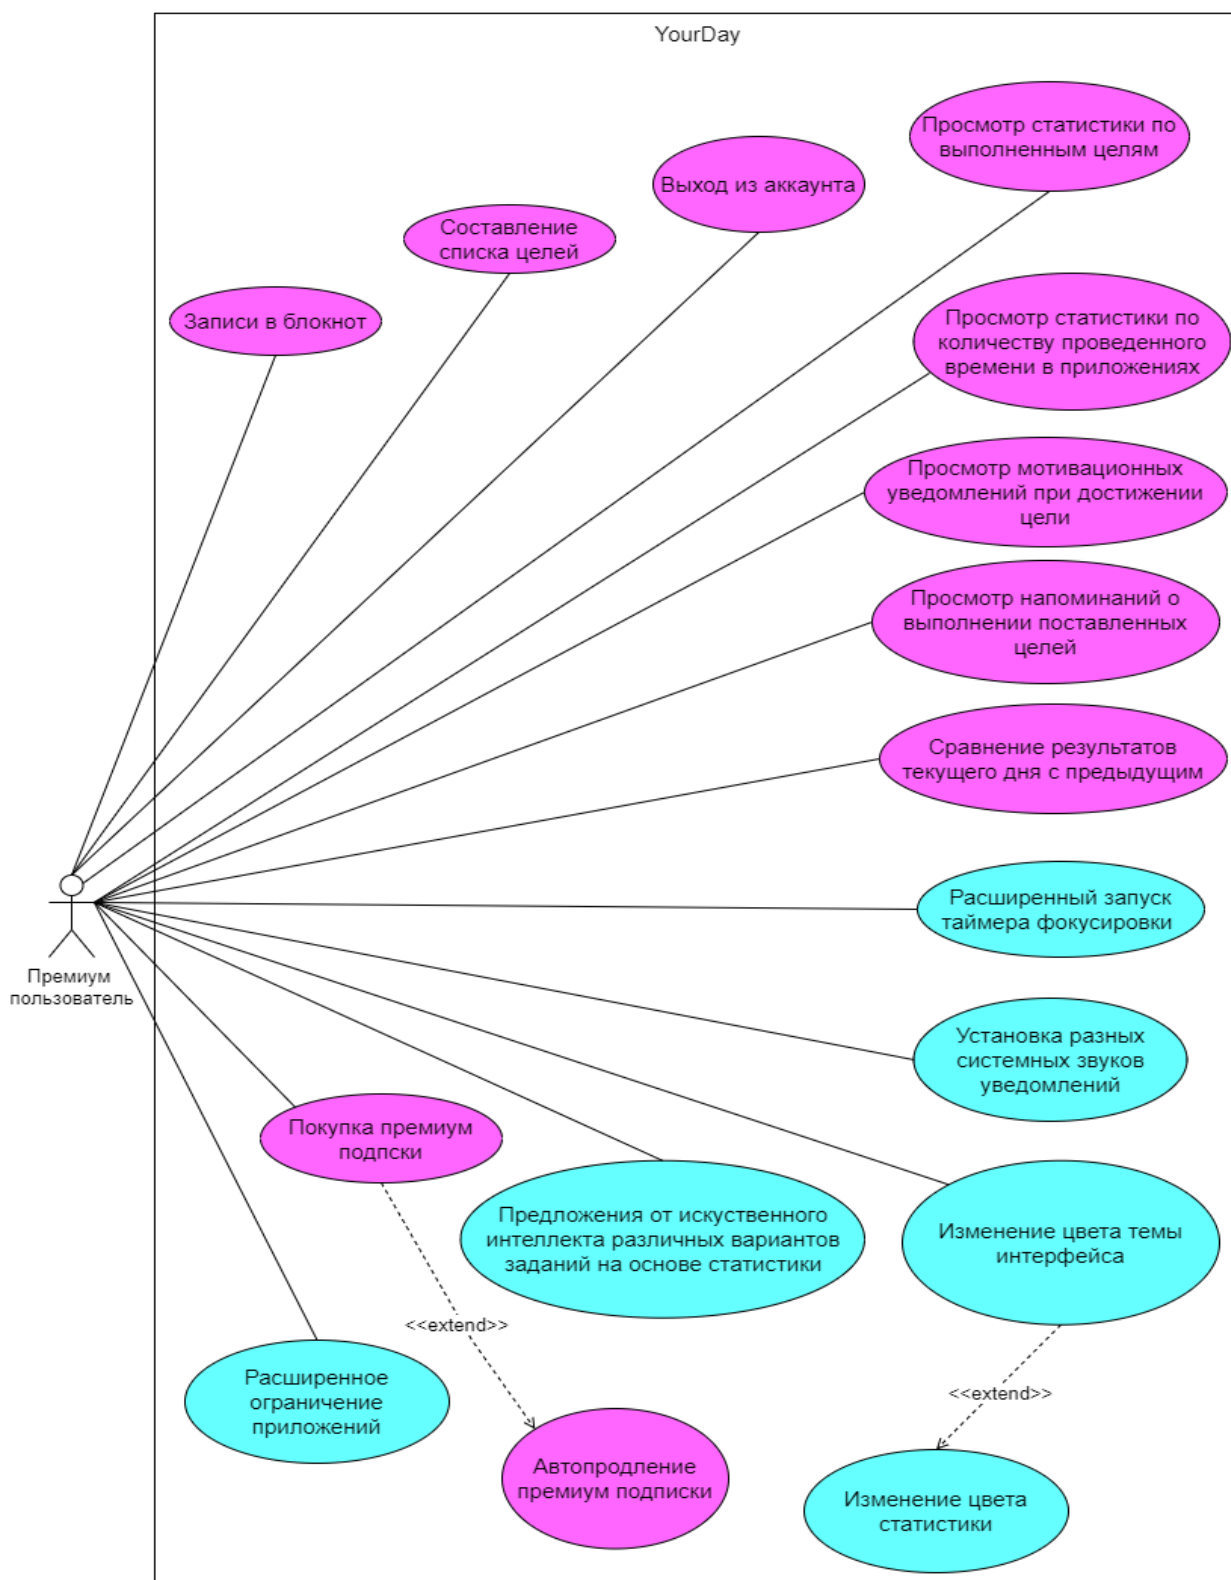 YourDay
Просмотр статистики по
выполненным целям
Выход из аккаунта
Составление
списка целей
Записи в блокнот
Просмотр статистики по
количеству проведенного
времени в приложениях
Просмотр мотивационных
уведомлений при достижении
цели
Просмотр напоминаний о
выполнении поставленных
целей
Сравнение результатов
текущего дня с предыдущим
Расширенный запуск
таймера фокусировки
Премиум
пользователь
Установка разных
системных звуков
уведомлений
Покупка премиум
подпски
Предложения от искуственного
интеллекта различных вариантов
заданий на основе статистики
Изменение цвета темы
интерфейса
<<extend>>
Расширенное
ограничение
приложений
<<extend>>
Автопродление
премиум подписки
Изменение цвета
статистики